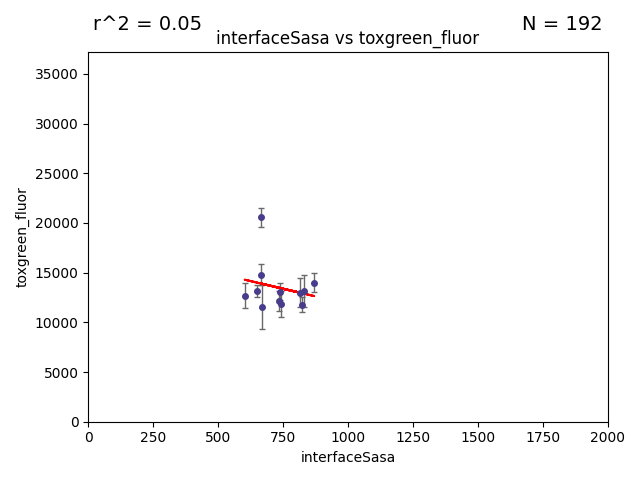 r^2 = 0.05
N = 192
interfaceSasa vs toxgreen_fluor
35000
30000
25000
20000
15000
10000
5000
0
toxgreen_fluor
0 250 500 750 1000 1250 1500 1750 2000
interfaceSasa